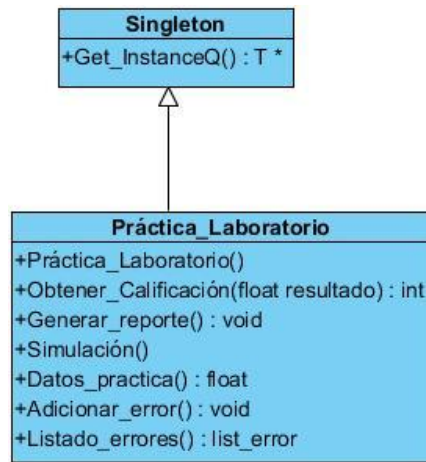 Singleton
+Get_InstanceQ() : T *
Práctica_Laboratorio
+Práctica_Laboratorio()
+Obtener_Calificación(float resultado) : int
+Generar_reporte() : void
+Simulación()
+Datos_practica() : float
+Adicionar_error() : void
+Listado_errores() : list_error